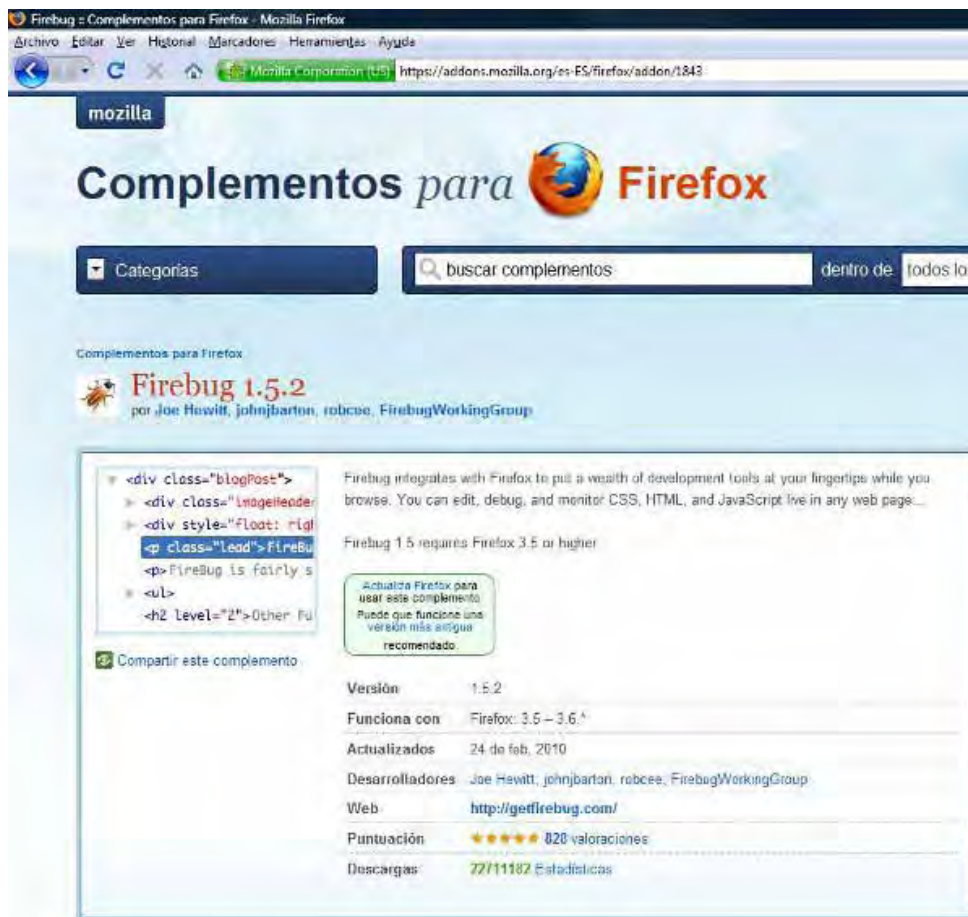 Firebug :: Complementos para Firefox - Mozilla Firefox
Archivo Editar Ver Historial Marcadores Herramientas Ayuda
Mozilla Corporation (US) https://addons.mozilla.org/es-ES/firefox/addon/1843
mozilla
Complementos para Firefox
Categorías
buscar complementos dentro de todos lo
Complementos para Firefox
Firebug 1.5.2
por Joe Hewitt, johnjbarton, robcee, FirebugWorkingGroup
<div class="blogPost">
<div class="imageHeader
<div style="float: righ
<p class="lead">FireBu
<p>FireBug is fairly s
<ul>
<h2 level="2">Other Fu
Compartir este complemento
Firebug integrates with Firefox to put a wealth of development tools at your fingertips while you
browse. You can edit, debug, and monitor CSS, HTML, and JavaScript live in any web page...
Firebug 1.5 requires Firefox 3.5 or higher
Actualiza Firefox para
usar este complemento
Puede que funcione una
versión más antigua
recomendado
Versión 1.5.2
Funciona con Firefox: 3.5 – 3.6.*
Actualizados 24 de feb, 2010
Desarrolladores Joe Hewitt, johnjbarton, robcee, FirebugWorkingGroup
Web http://getfirebug.com/
Puntuación 828 valoraciones
Descargas 22711182 Estadísticas